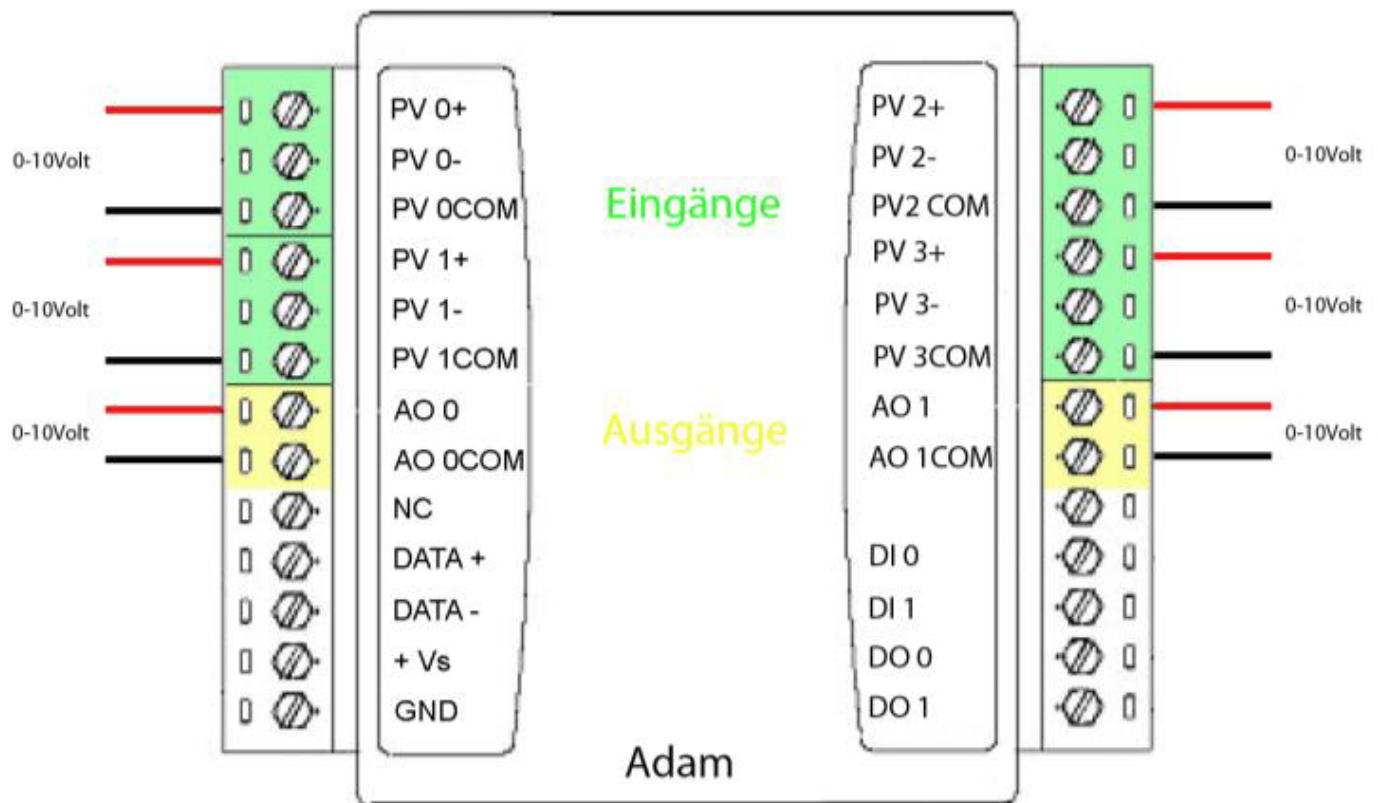 0-10Volt
0-10Volt
0-10Volt
PV 0+
PV 0-
PV 0COM
PV 1+
PV 1-
PV 1COM
AO 0
AO 0COM
NC
DATA +
DATA -
+ Vs
GND
Eingänge
Ausgänge
Adam
PV 2+
PV 2-
PV2 COM
PV 3+
PV 3-
PV 3COM
AO 1
AO 1COM
DI 0
DI 1
DO 0
DO 1
0-10Volt
0-10Volt
0-10Volt